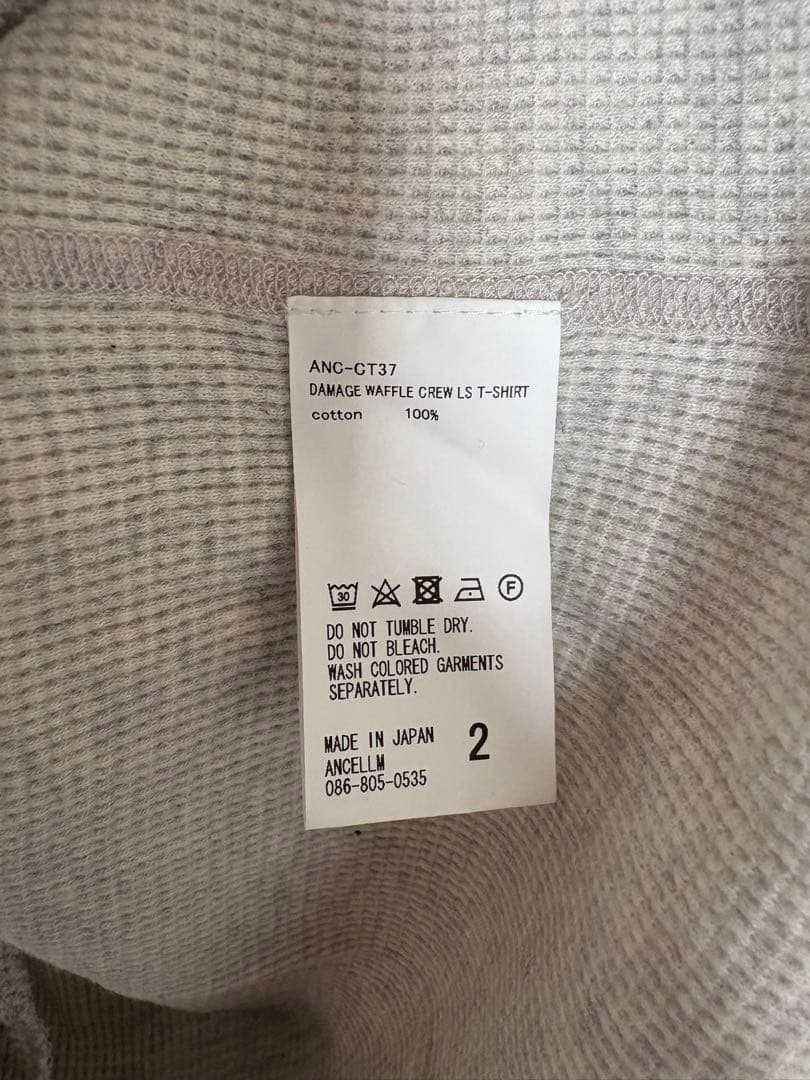 ANC-CT37
DAMAGE WAFFLE CREW LS T-SHIRT
cotton 100%
30 F
DO NOT TUMBLE DRY.
DO NOT BLEACH.
WASH COLORED GARMENTS
SEPARATELY.
MADE IN JAPAN 2
ANCELLM
086-805-0535